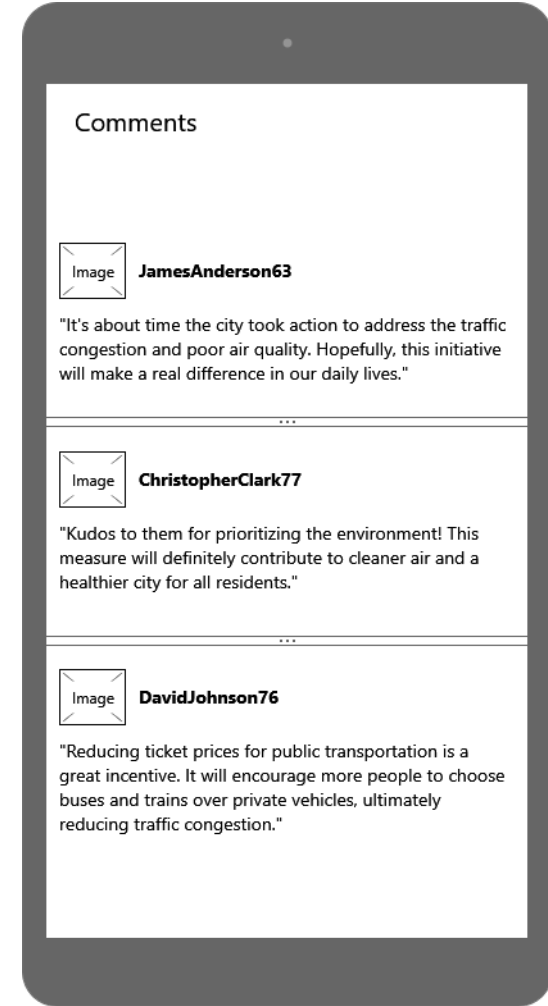 Comments
Image
JamesAnderson63
"It's about time the city took action to address the traffic
congestion and poor air quality. Hopefully, this initiative
will make a real difference in our daily lives."
...
Image
ChristopherClark77
"Kudos to them for prioritizing the environment! This
measure will definitely contribute to cleaner air and a
healthier city for all residents."
...
Image
DavidJohnson76
"Reducing ticket prices for public transportation is a
great incentive. It will encourage more people to choose
buses and trains over private vehicles, ultimately
reducing traffic congestion."